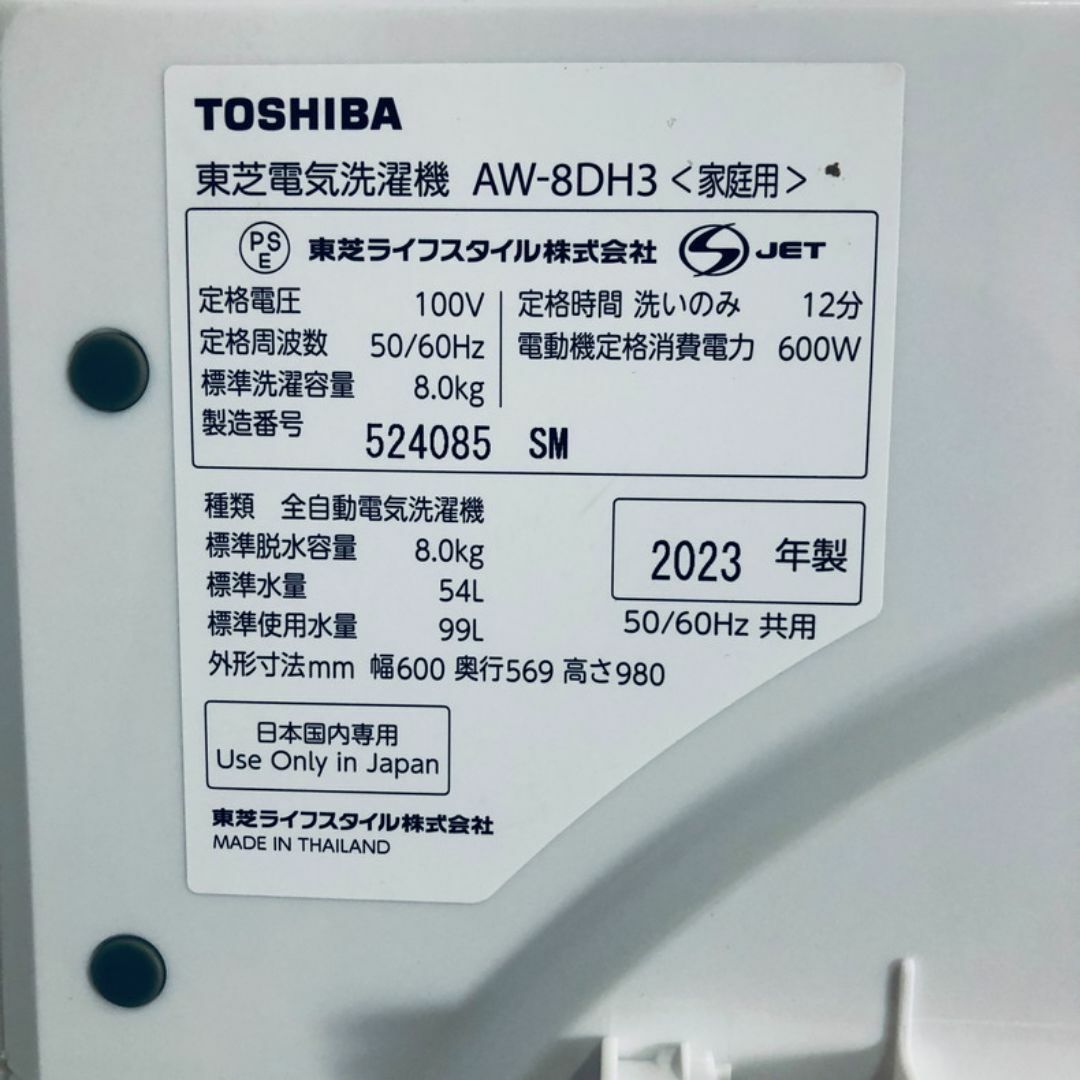 TOSHIBA
東芝電気洗濯機 AW-8DH3 <家庭用>
PSE 東芝ライフスタイル株式会社 S JET
定格電圧 100V
定格周波数 50/60Hz
標準洗濯容量 8.0kg
定格時間 洗いのみ 12分
電動機定格消費電力 600W
製造番号 524085 SM
種類 全自動電気洗濯機
標準脱水容量 8.0kg
標準水量 54L
標準使用水量 99L
外形寸法mm 幅600 奥行569 高さ980
2023 年製
50/60Hz 共用
日本国内専用
Use Only in Japan
東芝ライフスタイル株式会社
MADE IN THAILAND